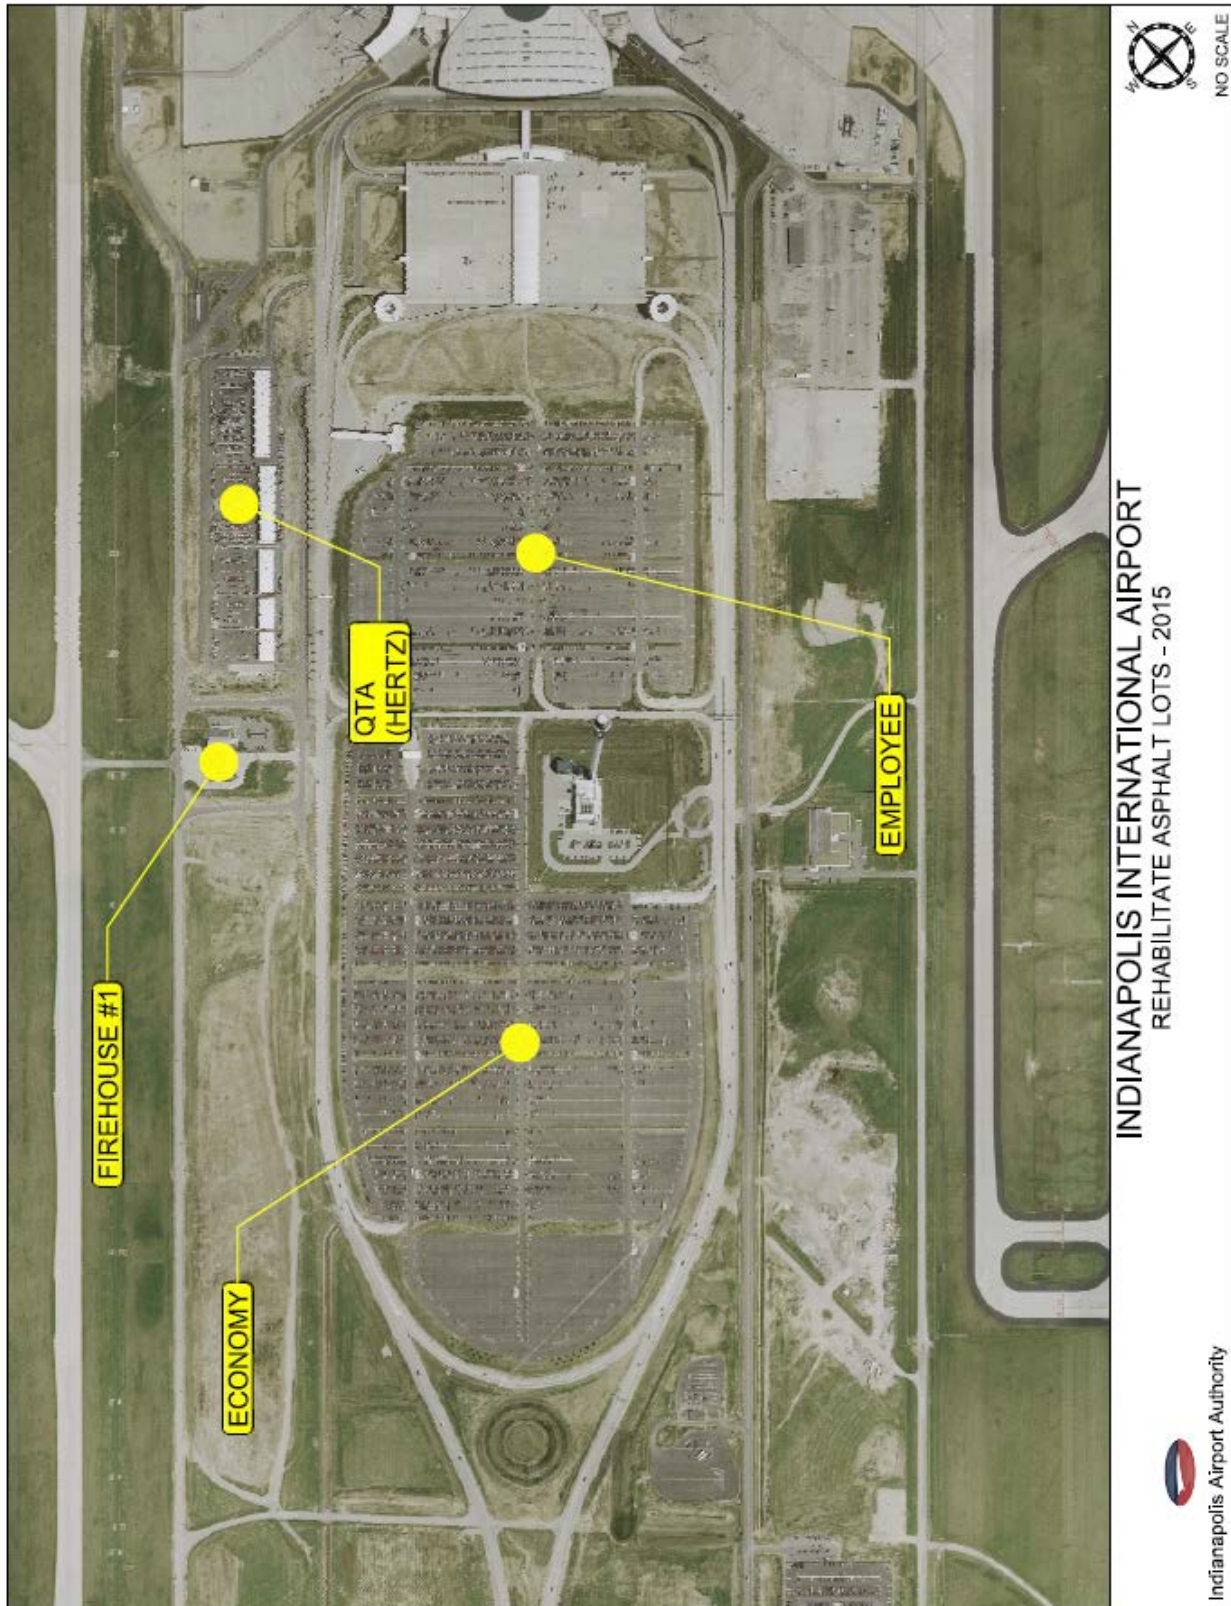 FIREHOUSE #1
QTA
(HERTZ)
ECONOMY
EMPLOYEE
INDIANAPOLIS INTERNATIONAL AIRPORT
REHABILITATE ASPHALT LOTS - 2015
Indianapolis Airport Authority
N
E
S
W
NO SCALE